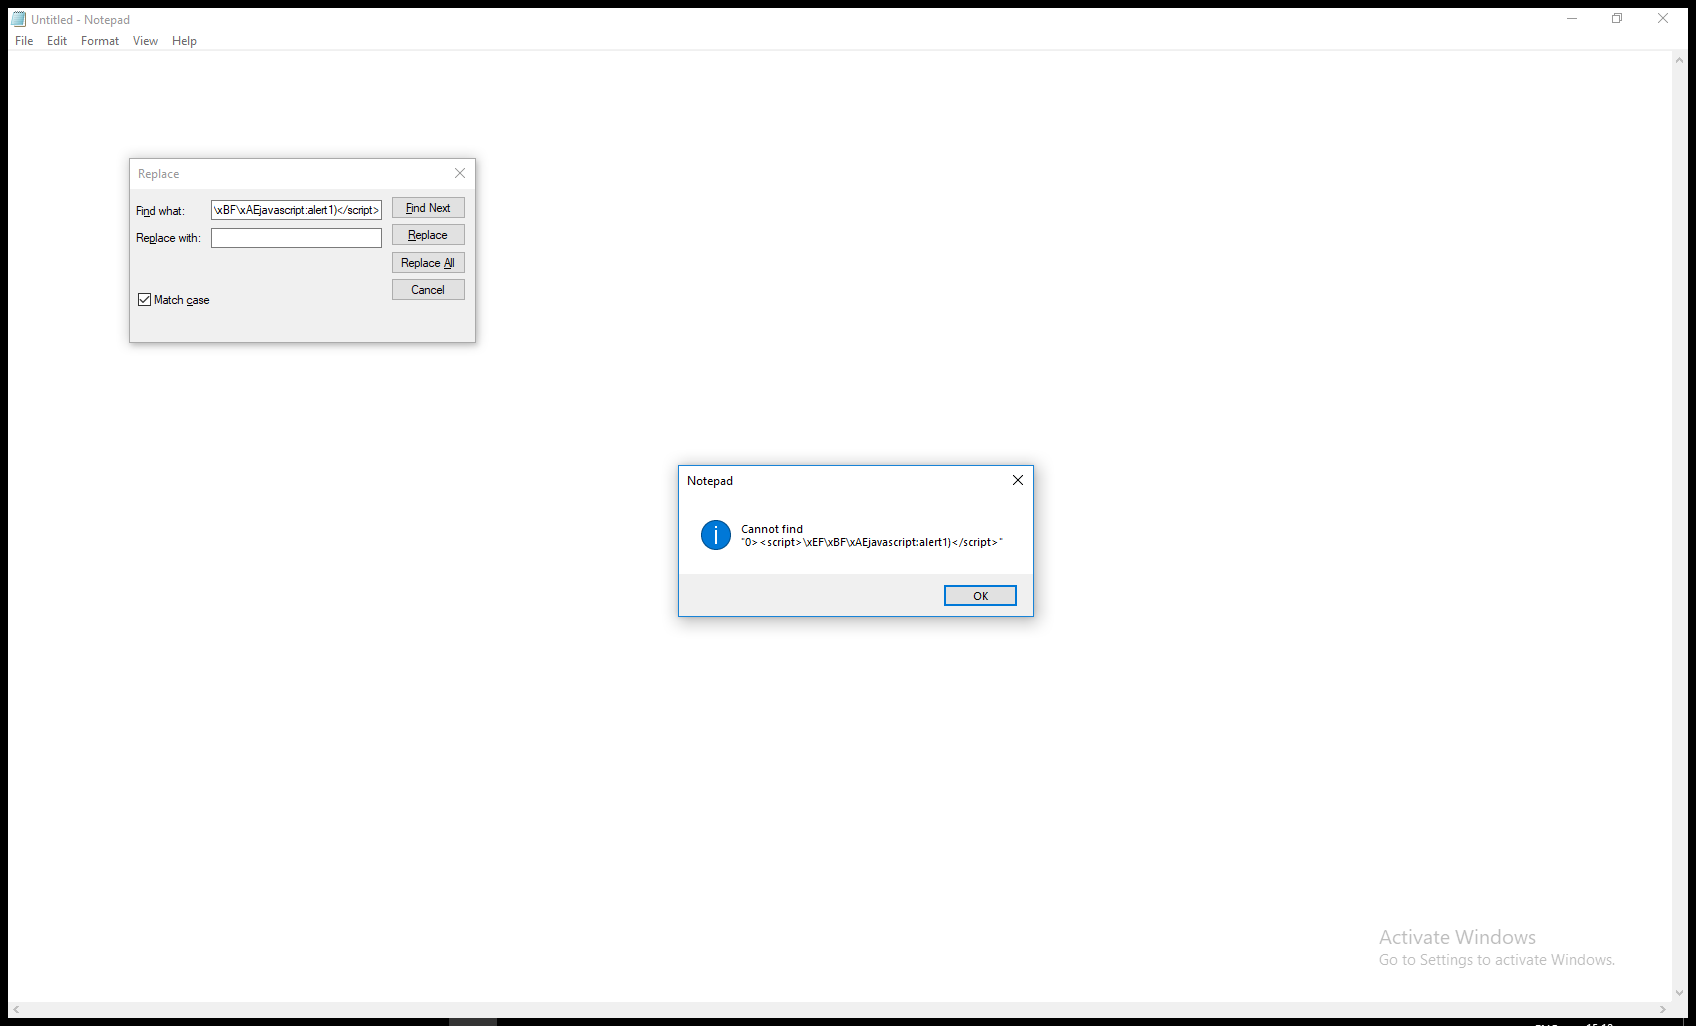 Untitled - Notepad
File Edit Format View Help
Replace
Find what: \xBF\xAEjavascript:alert1)</script> Find Next
Replace with: Replace
Replace All
Cancel
Match case
Notepad
Cannot find
"0><script>\xEF\xBF\xAEjavascript:alert1)</script>"
OK
Activate Windows
Go to Settings to activate Windows.